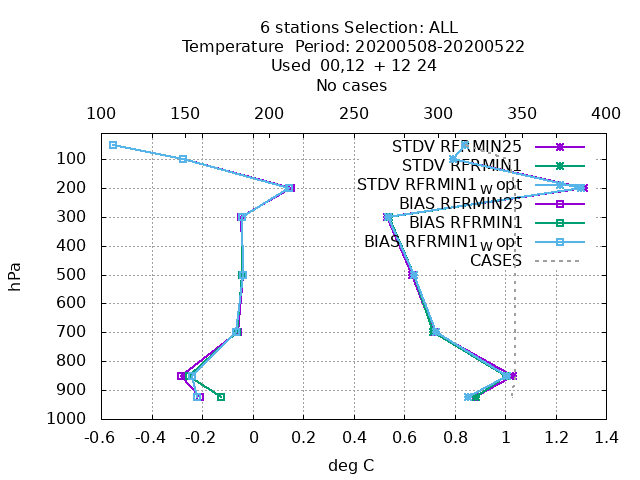 6 stations Selection: ALL
Temperature Period: 20200508-20200522
Used 00,12 + 12 24
No cases
100 150 200 250 300 350 400
STDV RFRMIN25
STDV RFRMIN1
STDV RFRMIN1_W opt
BIAS RFRMIN25
BIAS RFRMIN1
BIAS RFRMIN1_W opt
CASES
hPa
100
200
300
400
500
600
700
800
900
1000
-0.6 -0.4 -0.2 0 0.2 0.4 0.6 0.8 1 1.2 1.4
deg C